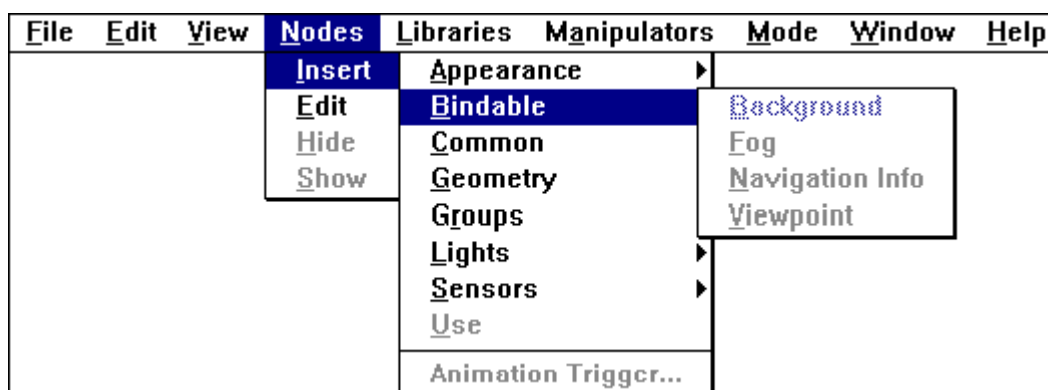 File Edit View Nodes Libraries Manipulators Mode Window Help
Insert
Edit
Hide
Show
Appearance
Bindable
Common
Geometry
Groups
Lights
Sensors
Use
Animation Trigger...
Background
Fog
Navigation Info
Viewpoint